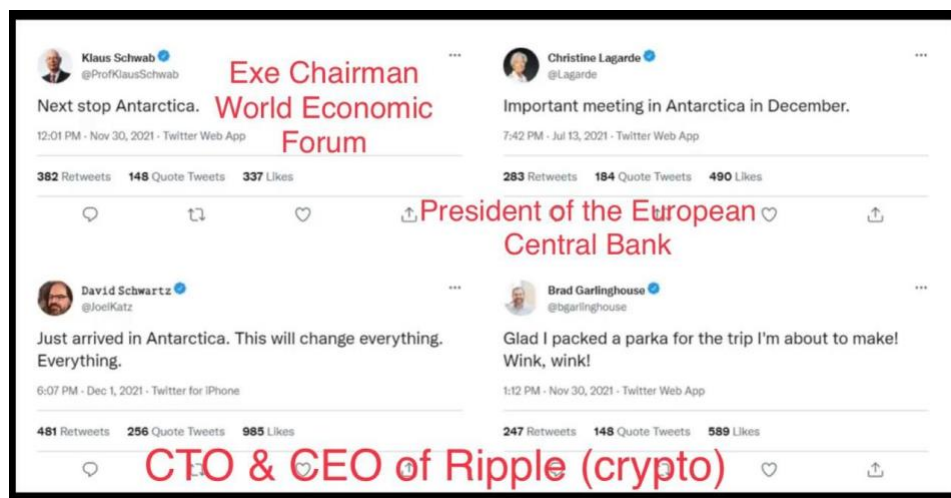 Klaus Schwab
@ProfKlausSchwab
Next stop Antarctica.
12:01 PM · Nov 30, 2021 · Twitter Web App
382 Retweets 148 Quote Tweets 337 Likes
Exe Chairman
World Economic
Forum
Christine Lagarde
@Lagarde
Important meeting in Antarctica in December.
7:42 PM · Jul 13, 2021 · Twitter Web App
283 Retweets 184 Quote Tweets 490 Likes
President of the European
Central Bank
David Schwartz
@JoelKatz
Just arrived in Antarctica. This will change everything.
Everything.
6:07 PM · Dec 1, 2021 · Twitter for iPhone
481 Retweets 256 Quote Tweets 985 Likes
Brad Garlinghouse
@bgarlinghouse
Glad I packed a parka for the trip I'm about to make!
Wink, wink!
1:12 PM · Nov 30, 2021 · Twitter Web App
247 Retweets 148 Quote Tweets 589 Likes
CTO & CEO of Ripple (crypto)